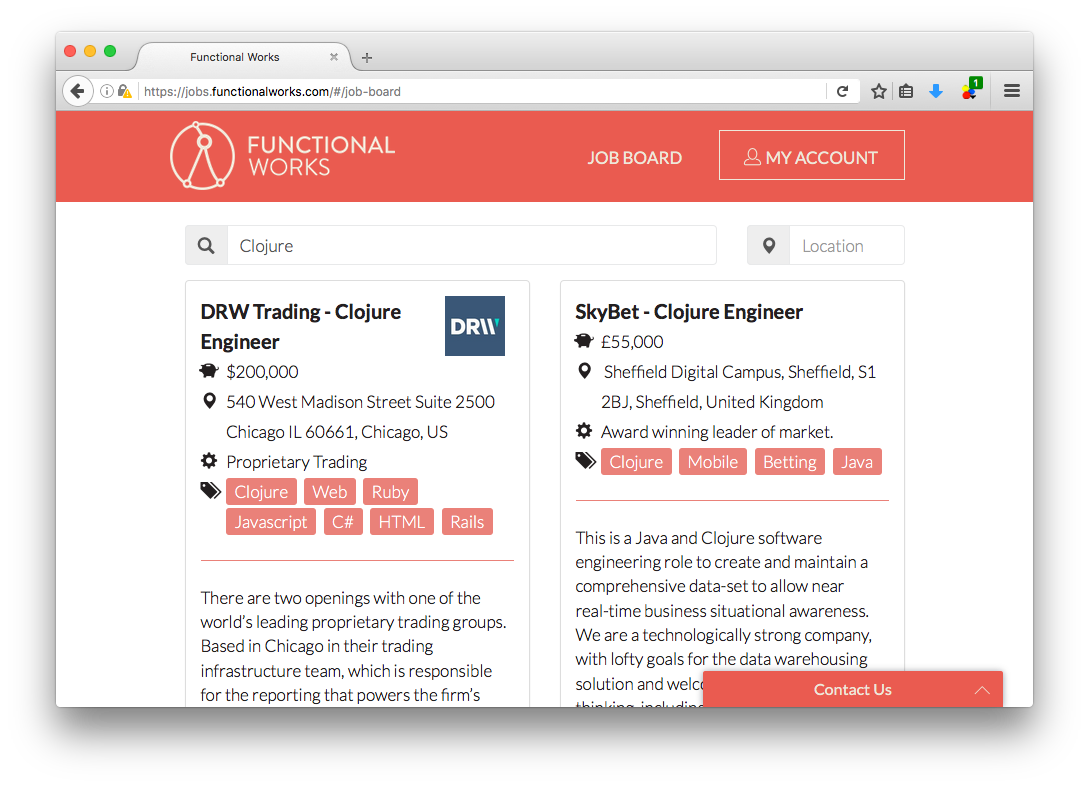 Functional Works
https://jobs.functionalworks.com/#/job-board
1
FUNCTIONAL
WORKS
JOB BOARD
MY ACCOUNT
Clojure
Location
DRW Trading - Clojure
Engineer
DRW
$200,000
540 West Madison Street Suite 2500
Chicago IL 60661, Chicago, US
Proprietary Trading
Clojure Web Ruby
Javascript C# HTML Rails
There are two openings with one of the
world’s leading proprietary trading groups.
Based in Chicago in their trading
infrastructure team, which is responsible
for the reporting that powers the firm’s
SkyBet - Clojure Engineer
£55,000
Sheffield Digital Campus, Sheffield, S1
2BJ, Sheffield, United Kingdom
Award winning leader of market.
Clojure Mobile Betting Java
This is a Java and Clojure software
engineering role to create and maintain a
comprehensive data-set to allow near
real-time business situational awareness.
We are a technologically strong company,
with lofty goals for the data warehousing
solution and
Contact Us